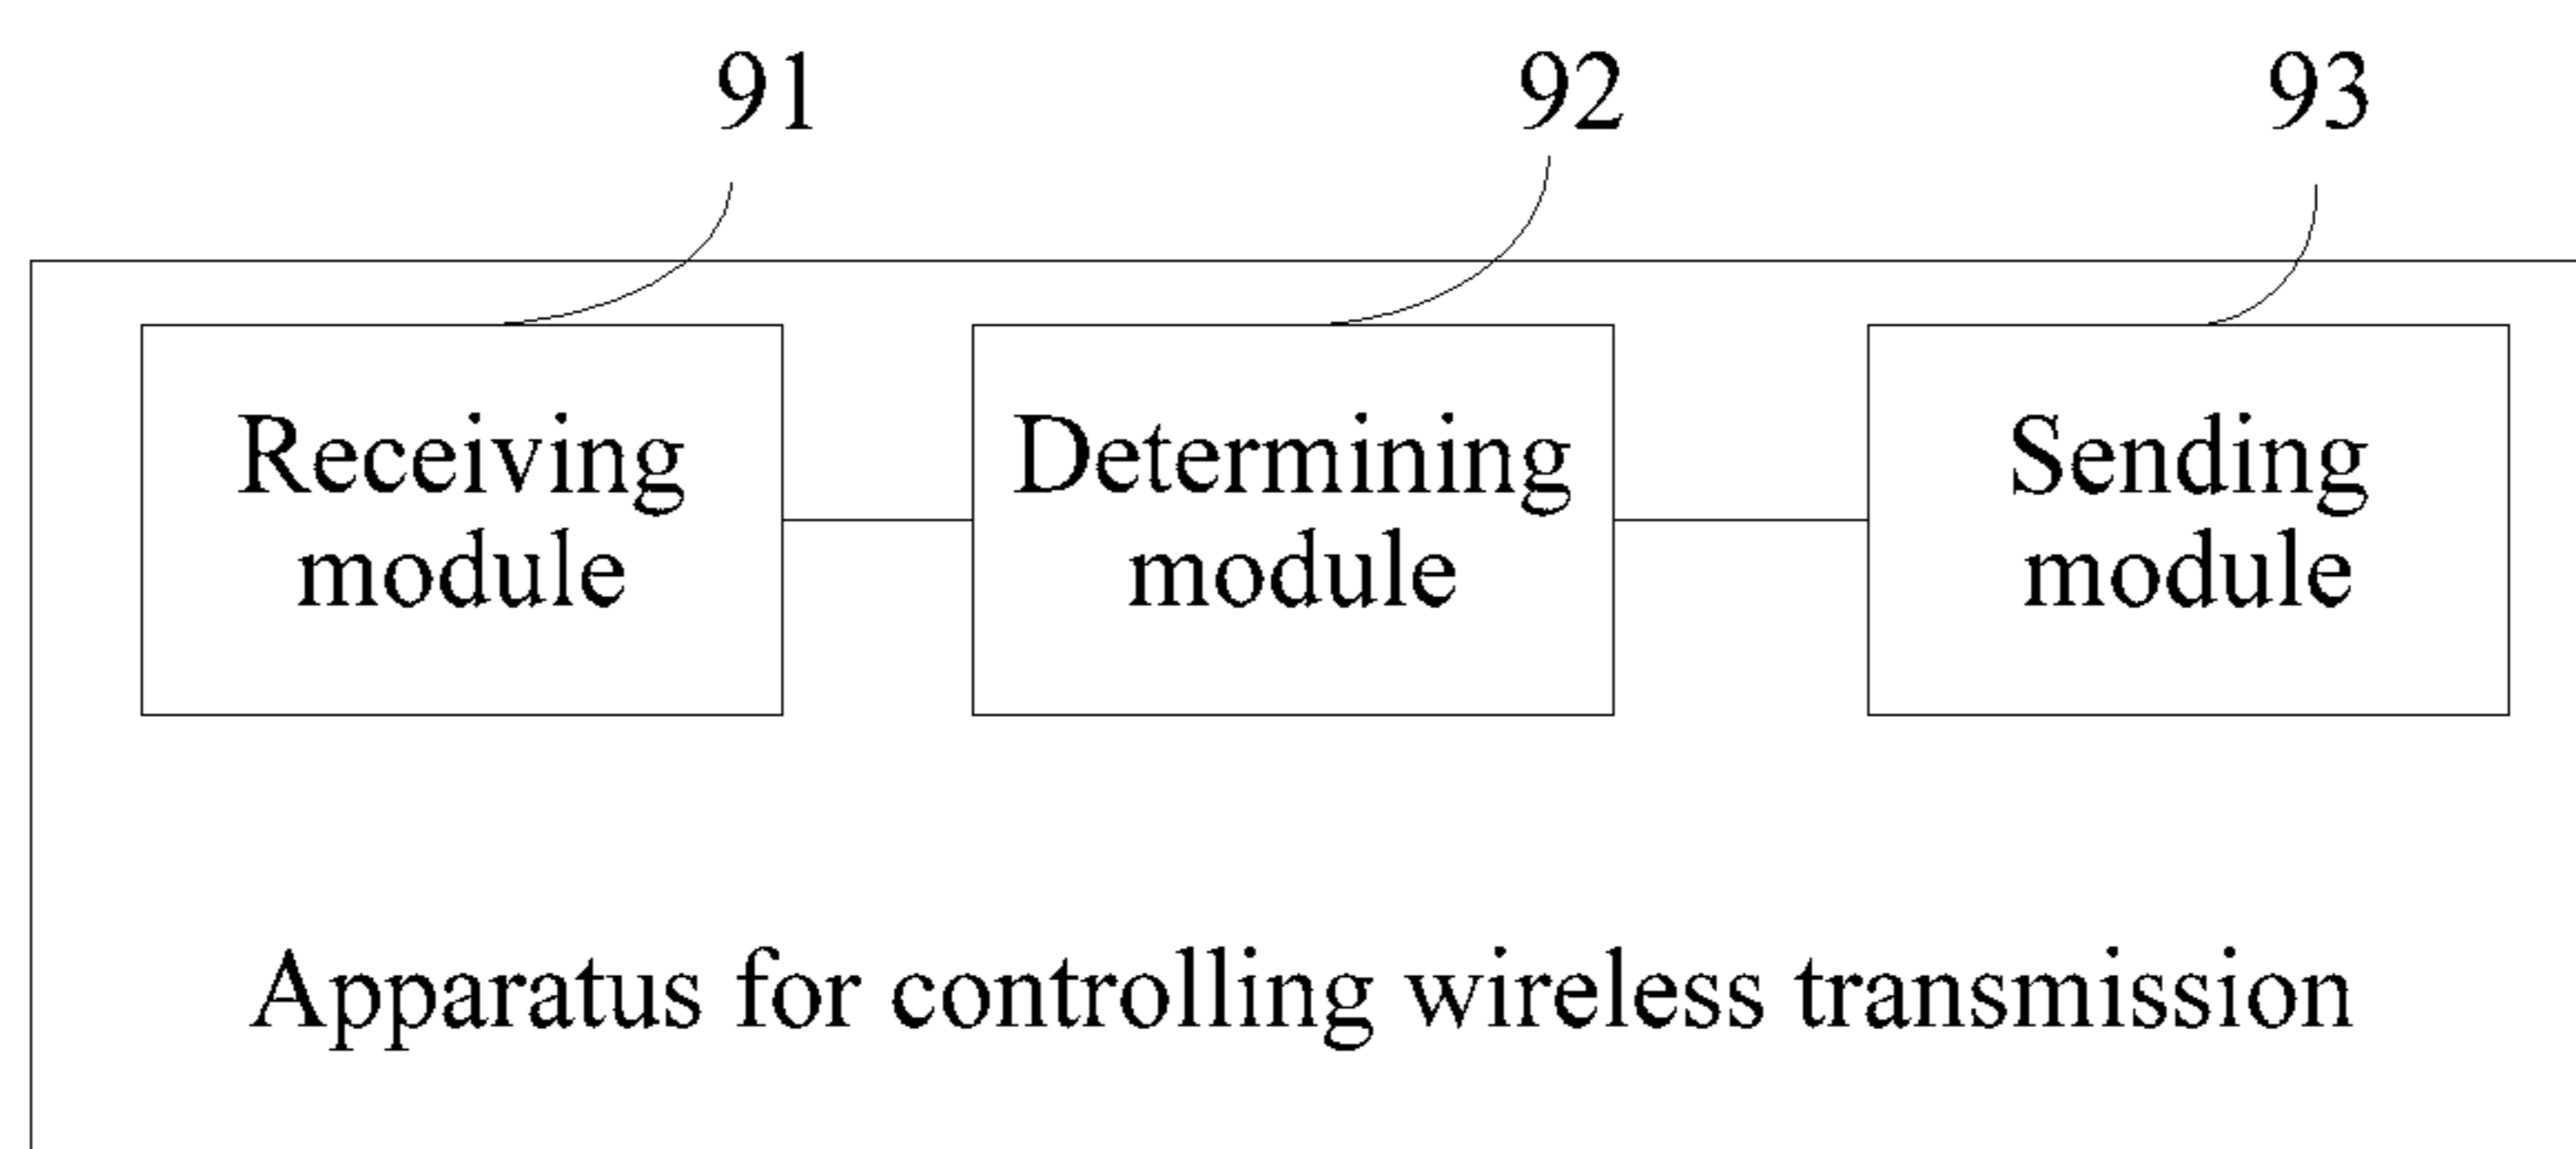 91
92
93
Receiving
module
Determining
module
Sending
module
Apparatus for controlling wireless transmission